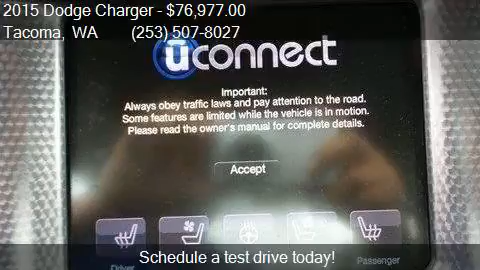 2015 Dodge Charger - $76,977.00
Tacoma, WA (253) 507-8027
uconnect
Important:
Always obey traffic laws and pay attention to the road.
Some features are limited while the vehicle is in motion.
Please read the owner's manual for complete details.
Accept
Driver
Passenger
Schedule a test drive today!